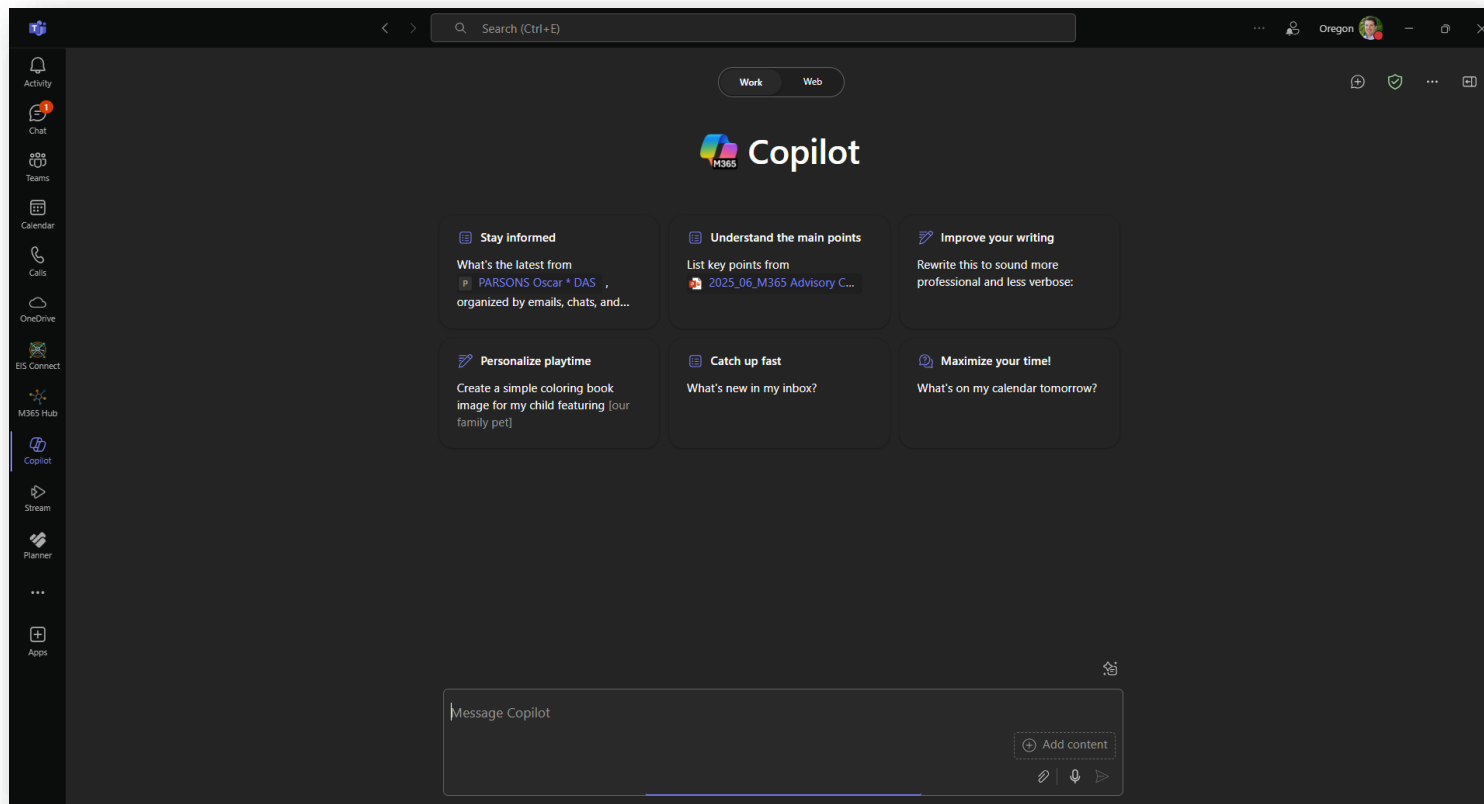 Search (Ctrl+E)
Oregon
Activity
1
Chat
Teams
Calendar
Calls
OneDrive
EIS Connect
M365 Hub
Copilot
Stream
Planner
Apps
Work
Web
M365
Copilot
Stay informed
What's the latest from
P PARSONS Oscar * DAS ,
organized by emails, chats, and...
Understand the main points
List key points from
2025_06_M365 Advisory C...
Improve your writing
Rewrite this to sound more
professional and less verbose:
Personalize playtime
Create a simple coloring book
image for my child featuring [our
family pet]
Catch up fast
What's new in my inbox?
Maximize your time!
What's on my calendar tomorrow?
Message Copilot
Add content